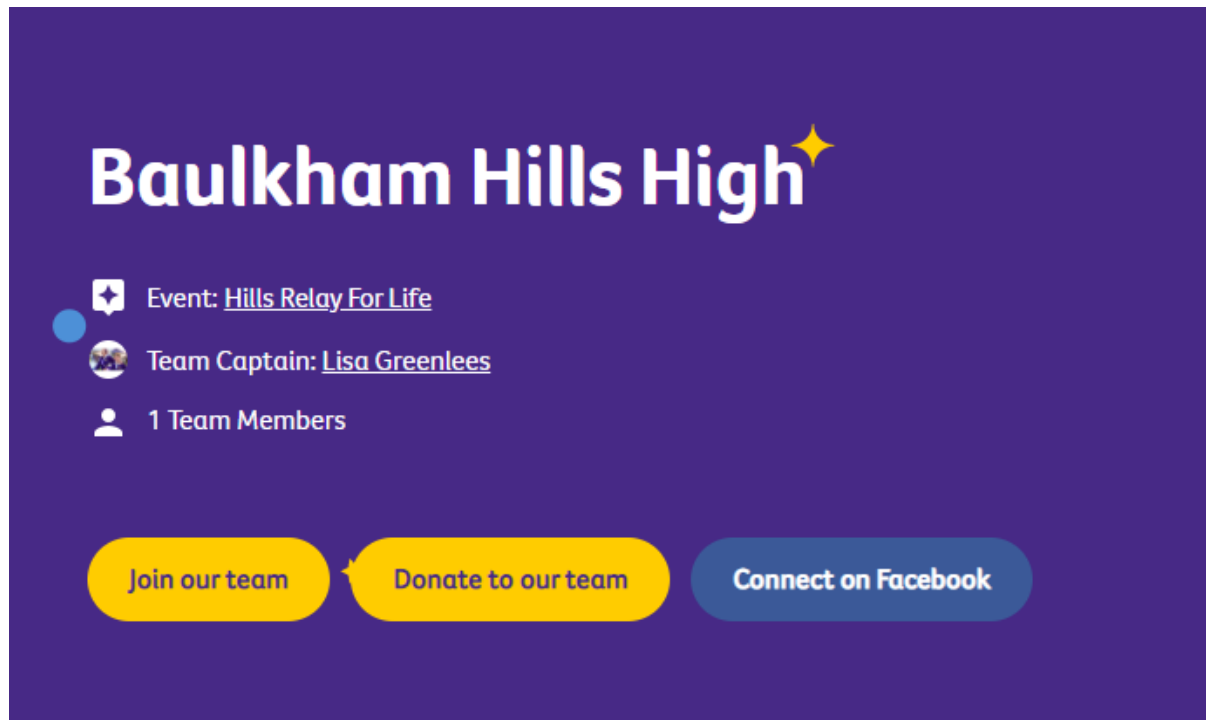 Baulkham Hills High
Event: Hills Relay For Life
Team Captain: Lisa Greenlees
1 Team Members
Join our team
Donate to our team
Connect on Facebook